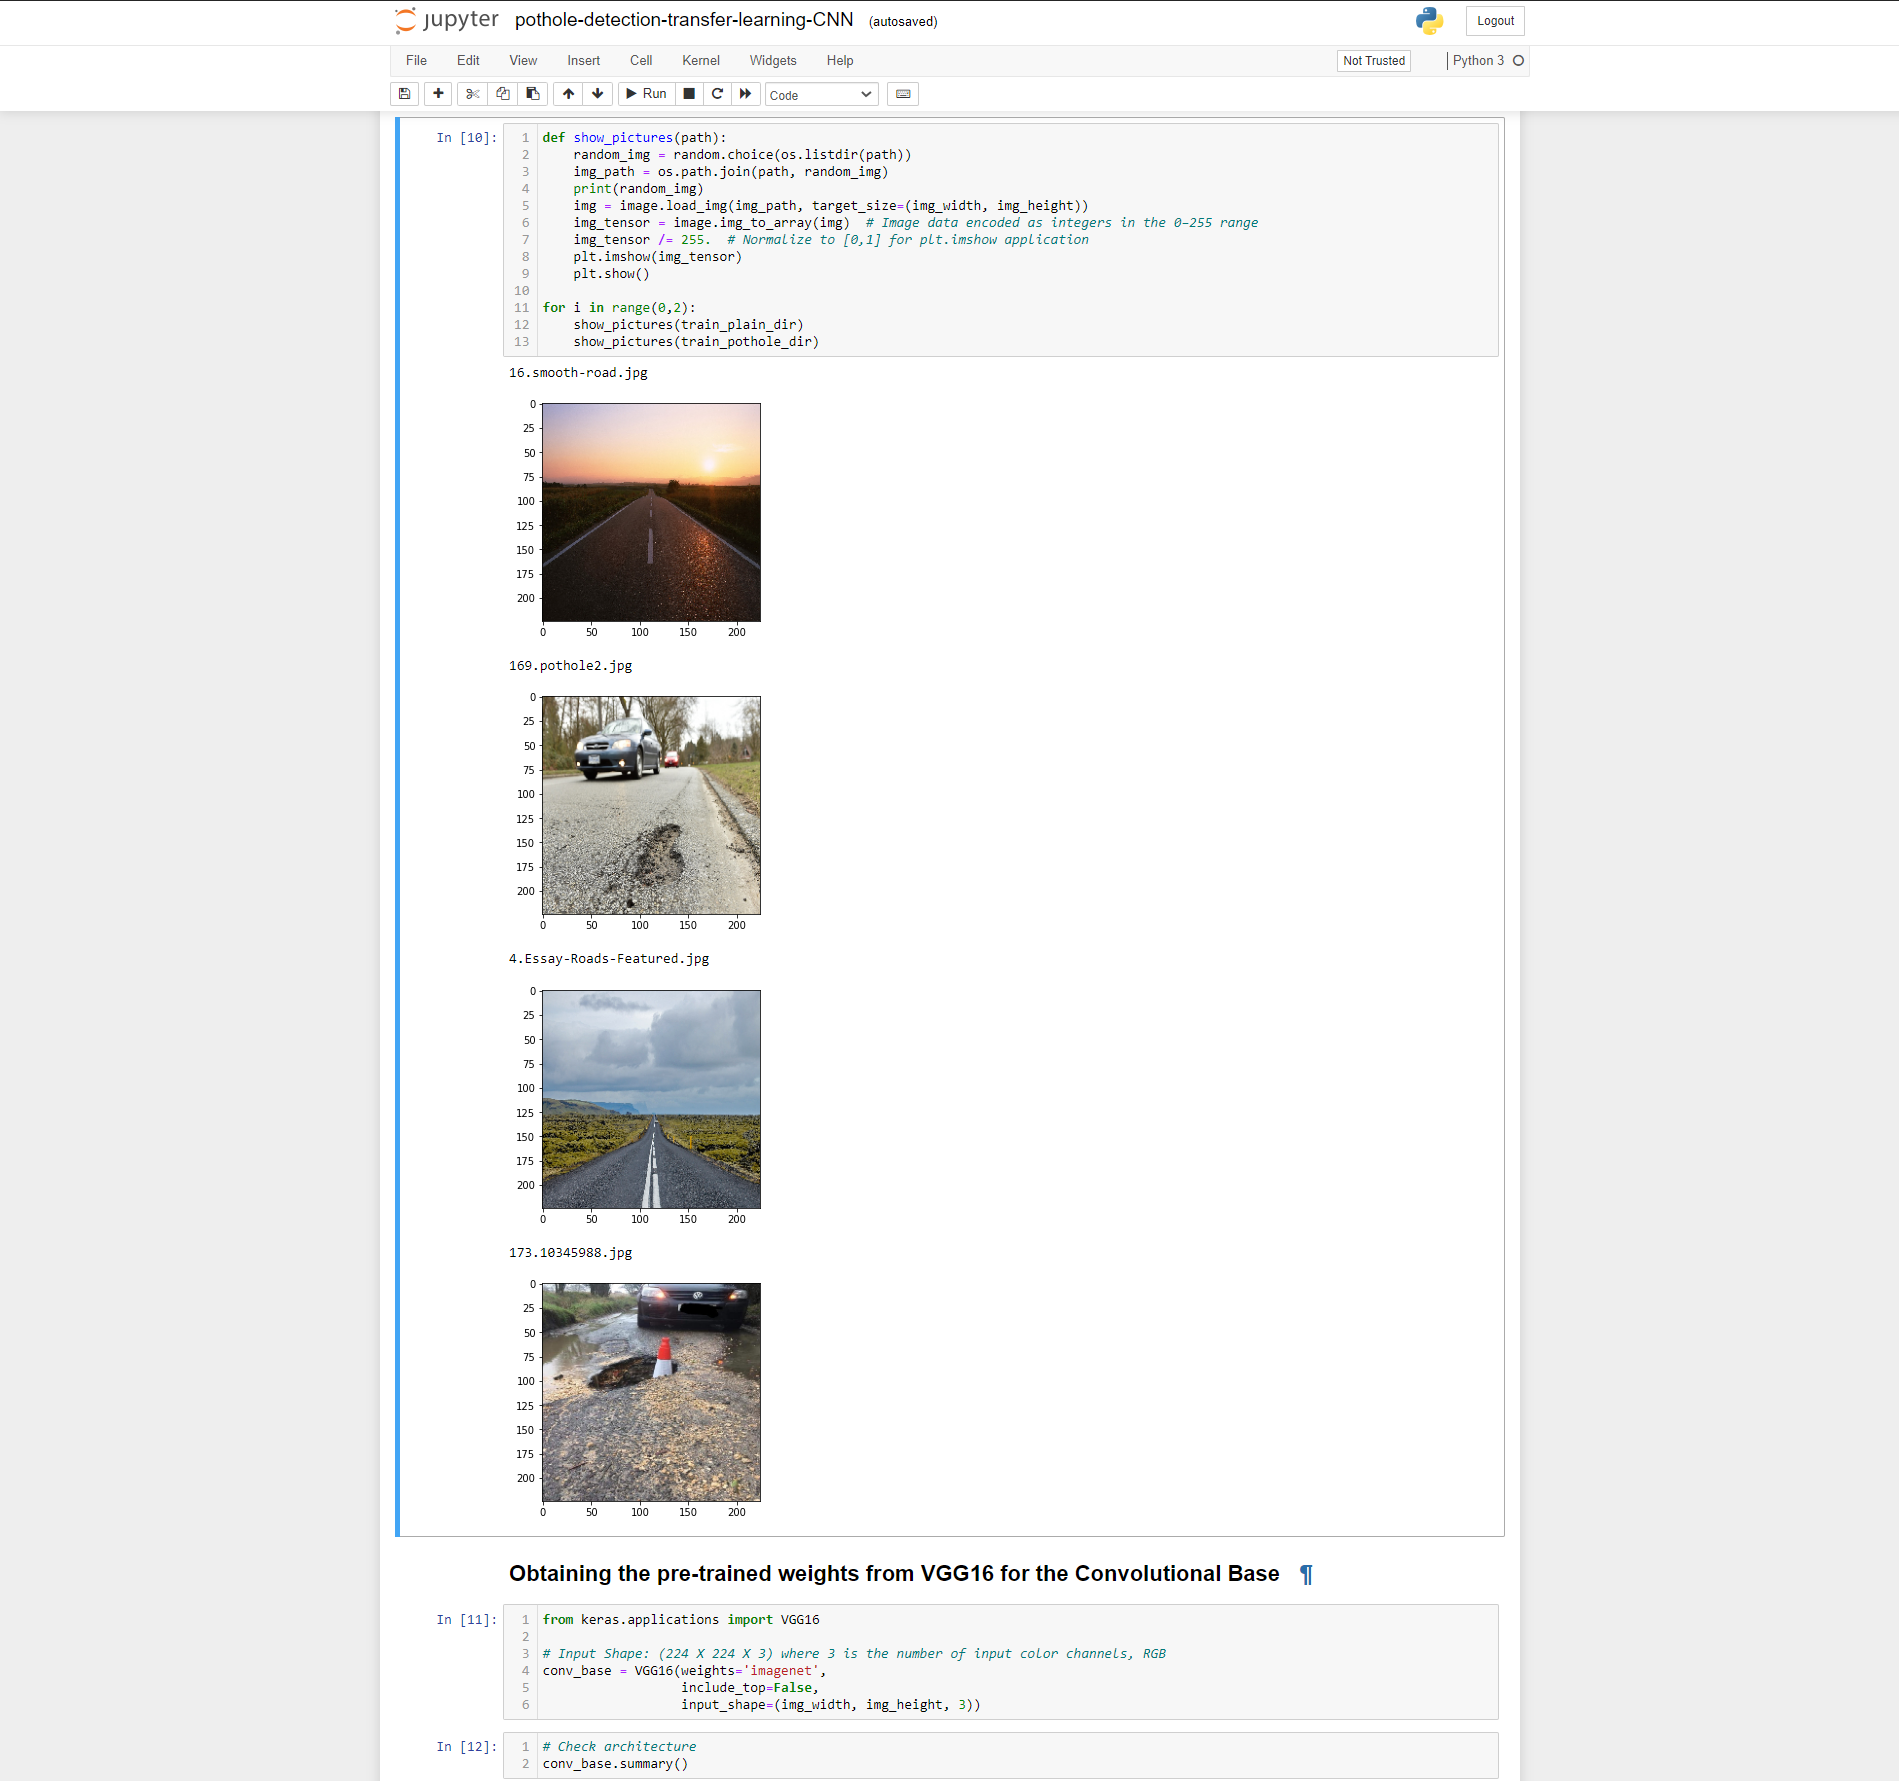 jupyter pothole-detection-transfer-learning-CNN (autosaved) Logout
File Edit View Insert Cell Kernel Widgets Help Not Trusted Python 3
Run Code
In [10]:
1 def show_pictures(path):
2 random_img = random.choice(os.listdir(path))
3 img_path = os.path.join(path, random_img)
4 print(random_img)
5 img = image.load_img(img_path, target_size=(img_width, img_height))
6 img_tensor = image.img_to_array(img)  # Image data encoded as integers in the 0–255 range
7 img_tensor /= 255.  # Normalize to [0,1] for plt.imshow application
8 plt.imshow(img_tensor)
9 plt.show()
10
11 for i in range(0,2):
12 show_pictures(train_plain_dir)
13 show_pictures(train_pothole_dir)
16.smooth-road.jpg
0
25
50
75
100
125
150
175
200
0 50 100 150 200
169.pothole2.jpg
0
25
50
75
100
125
150
175
200
0 50 100 150 200
4.Essay-Roads-Featured.jpg
0
25
50
75
100
125
150
175
200
0 50 100 150 200
173.10345988.jpg
0
25
50
75
100
125
150
175
200
0 50 100 150 200
Obtaining the pre-trained weights from VGG16 for the Convolutional Base ¶
In [11]:
1 from keras.applications import VGG16
2
3 # Input Shape: (224 X 224 X 3) where 3 is the number of input color channels, RGB
4 conv_base = VGG16(weights='imagenet',
5 include_top=False,
6 input_shape=(img_width, img_height, 3))
In [12]:
1 # Check architecture
2 conv_base.summary()